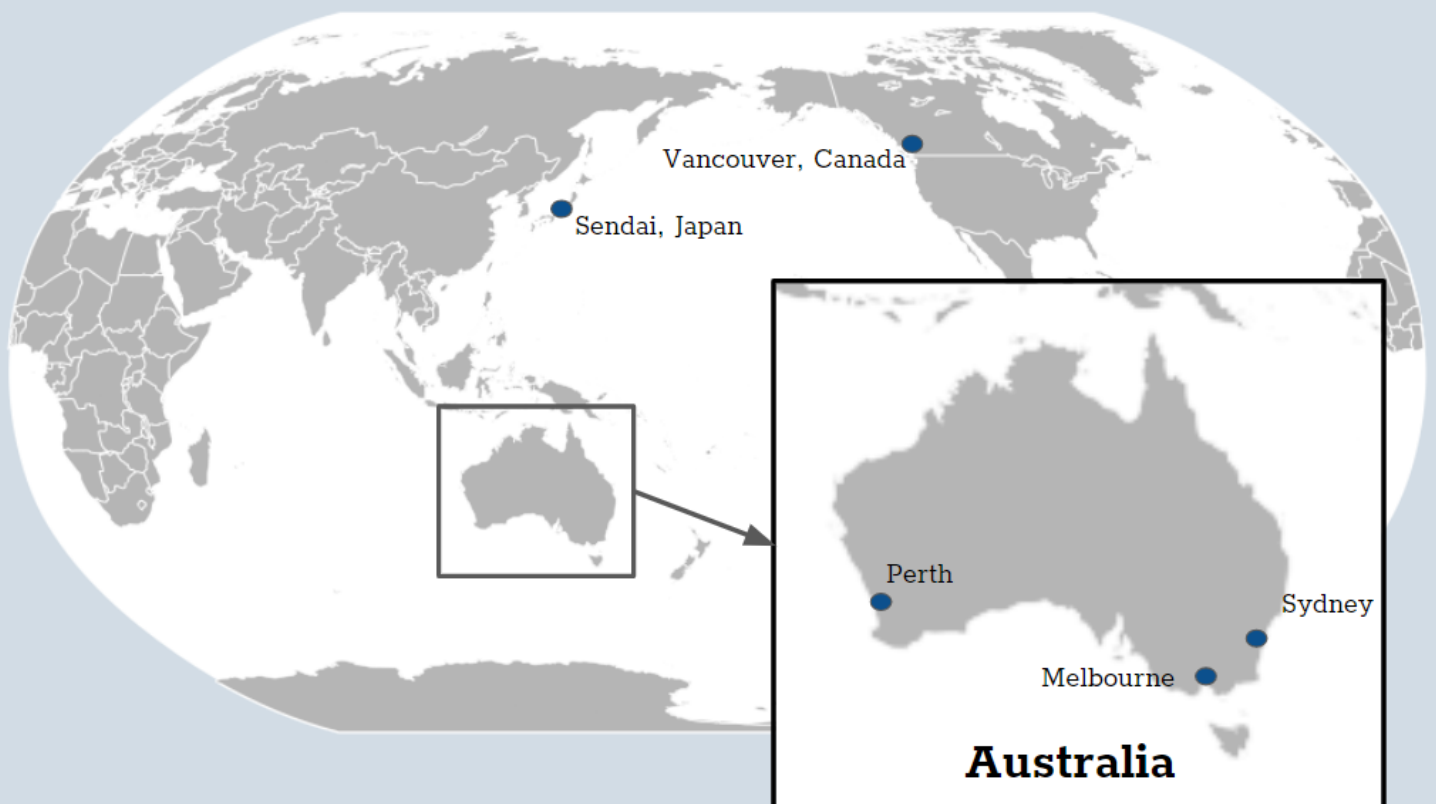 Vancouver, Canada
Sendai, Japan
Perth
Sydney
Melbourne
Australia